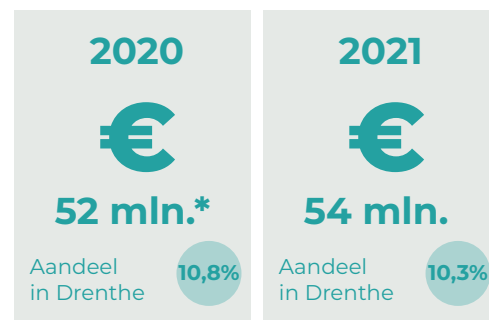 2020
€
52 mln.*
Aandeel
in Drenthe
10,8%
2021
€
54 mln.
Aandeel
in Drenthe
10,3%